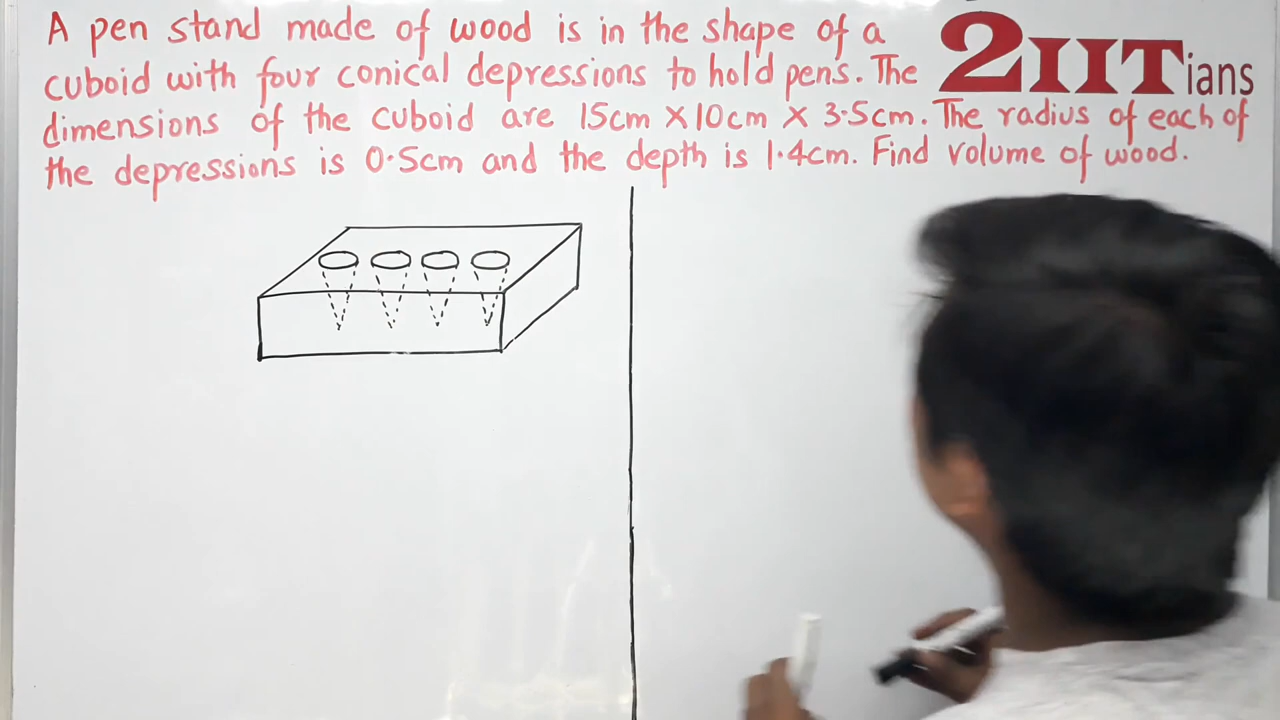 A pen stand made of wood is in the shape of a
cuboid with four conical depressions to hold pens. The
dimensions of the cuboid are 15cm × 10cm × 3.5cm. The radius of each of
the depressions is 0.5cm and the depth is 1.4cm. Find volume of wood.
2IITians